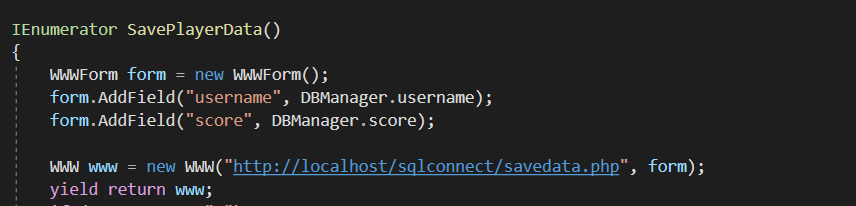 IEnumerator SavePlayerData()
{
WWWForm form = new WWWForm();
form.AddField("username", DBManager.username);
form.AddField("score", DBManager.score);
WWW www = new WWW("http://localhost/sqlconnect/savedata.php", form);
yield return www;